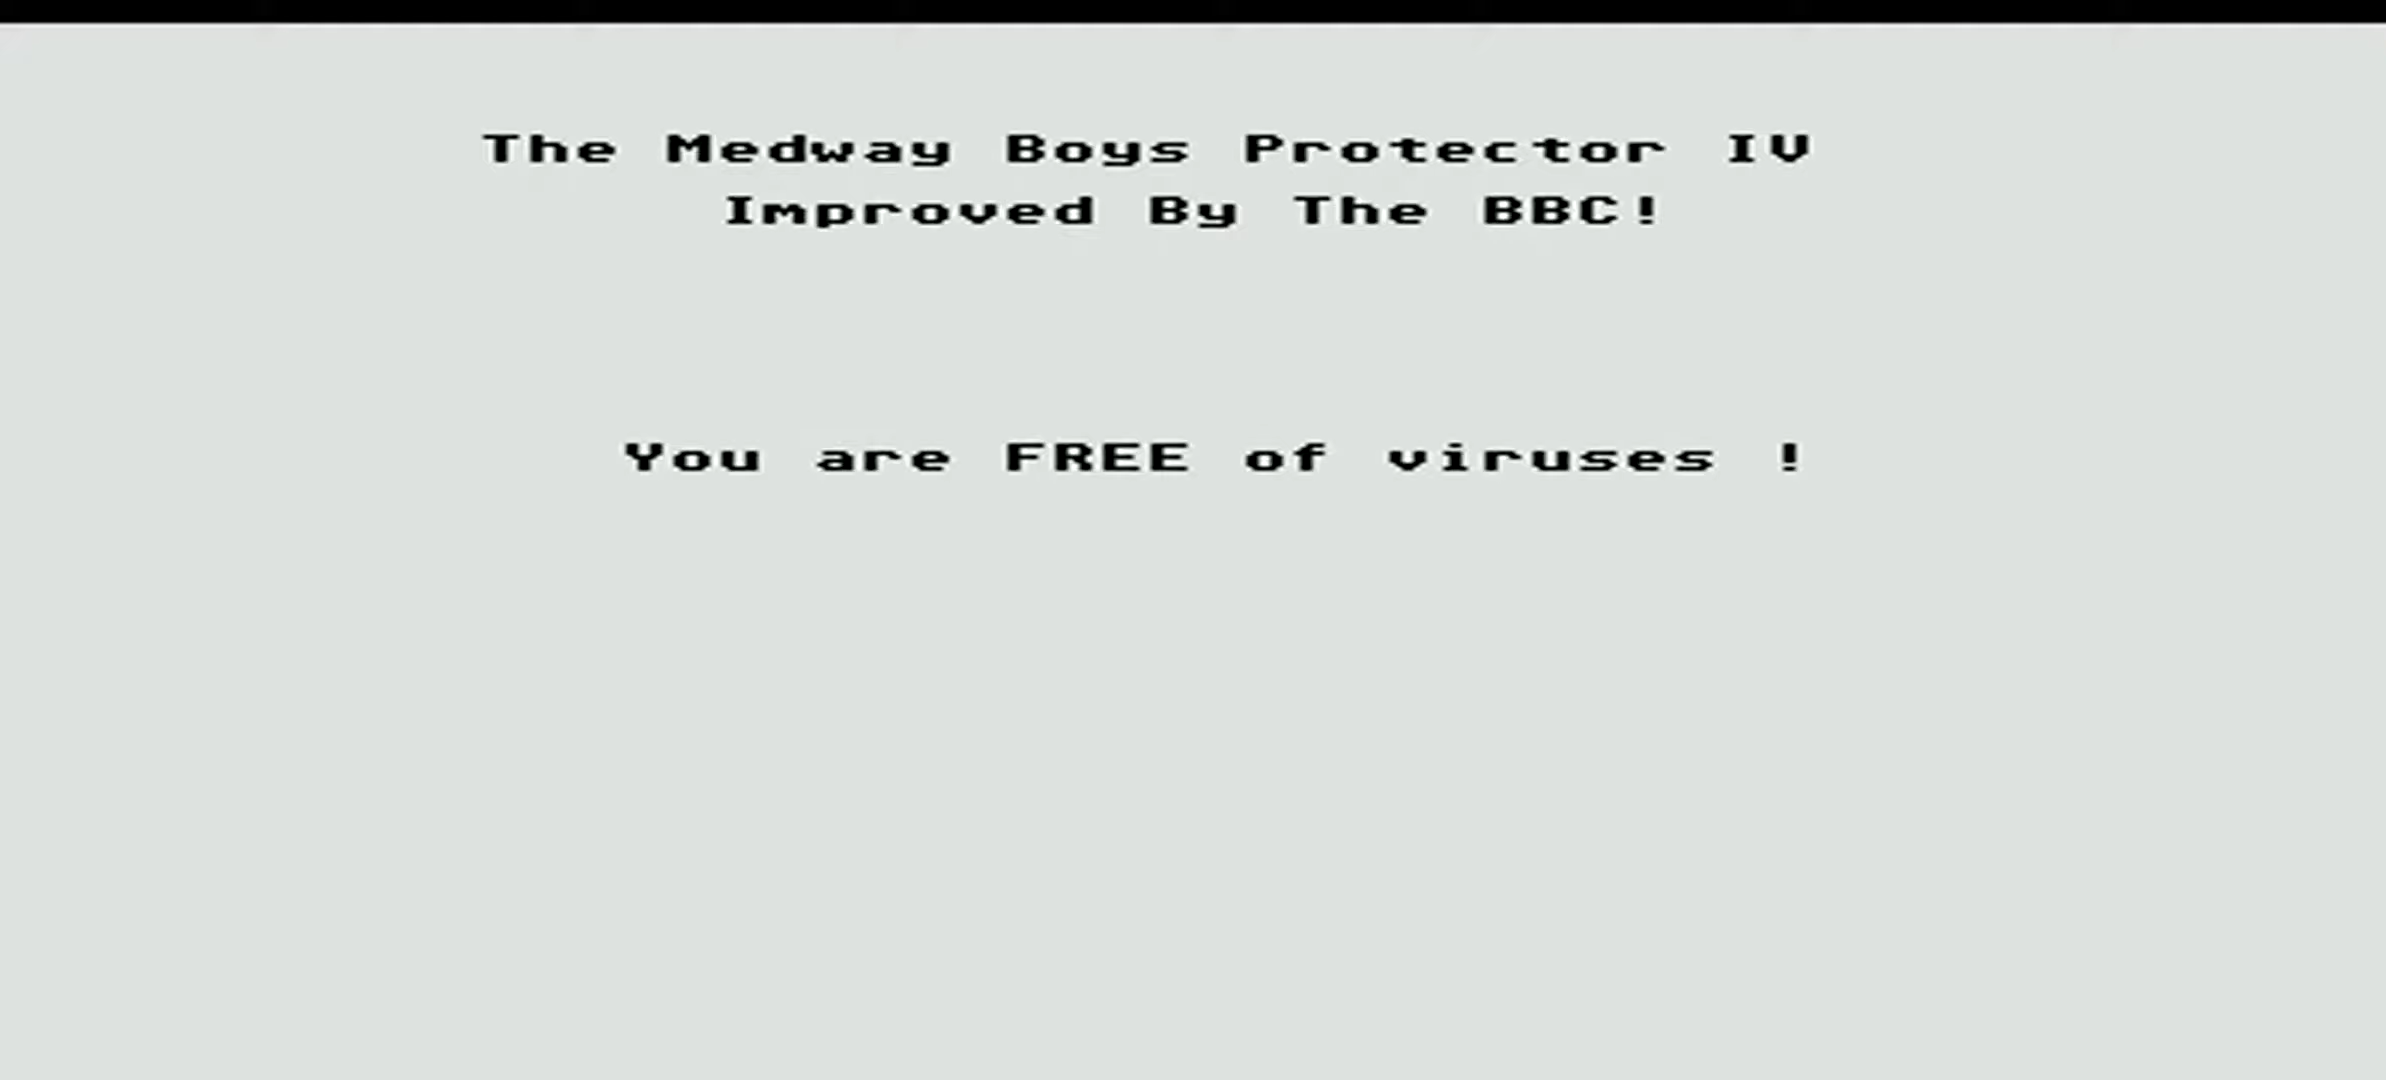 The Medway Boys Protector IV
Improved By The BBC!
You are FREE of viruses !